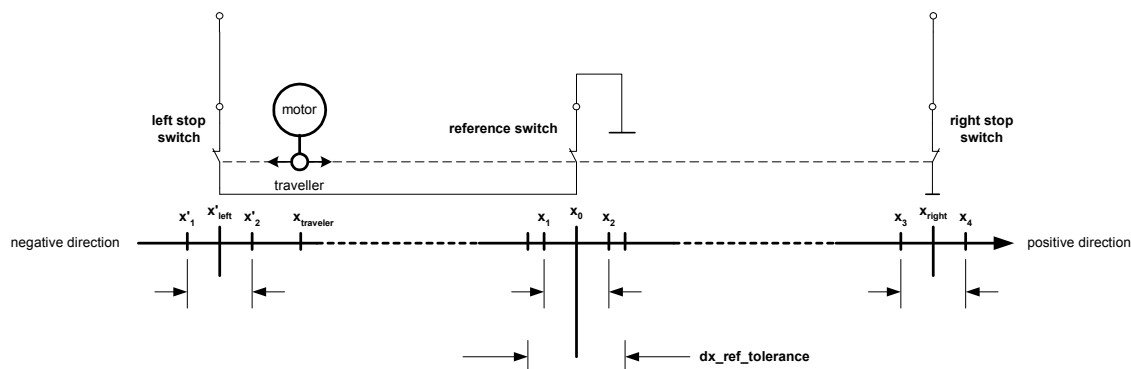 motor
left stop
switch
reference switch
right stop
switch
traveller
x'1
x'left
x'2
xtraveler
x1
x0
x2
x3
xright
x4
negative direction
positive direction
dx_ref_tolerance